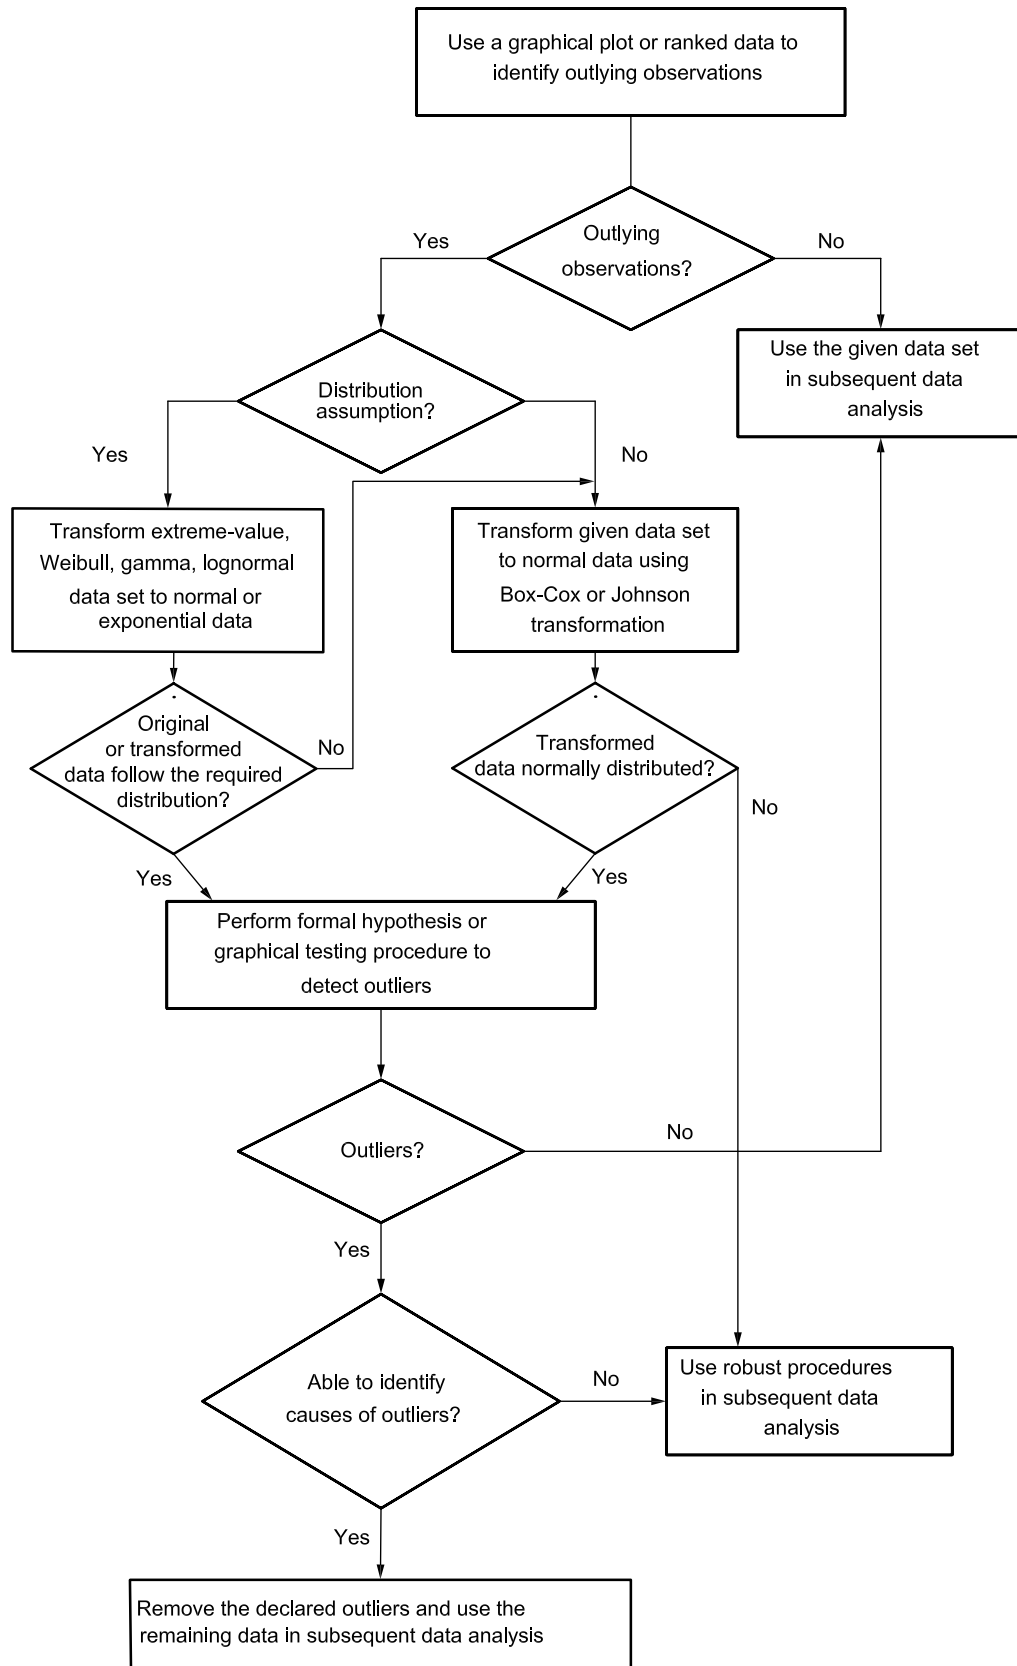 Use a graphical plot or ranked data to
identify outlying observations
Yes
Outlying
observations?
No
Use the given data set
in subsequent data
analysis
Distribution
assumption?
Yes
No
Transform extreme-value,
Weibull, gamma, lognormal
data set to normal or
exponential data
Transform given data set
to normal data using
Box-Cox or Johnson
transformation
Original
or transformed
data follow the required
distribution?
No
Transformed
data normally distributed?
No
Yes
Yes
Perform formal hypothesis or
graphical testing procedure to
detect outliers
Outliers?
No
Yes
Able to identify
causes of outliers?
No
Use robust procedures
in subsequent data
analysis
Yes
Remove the declared outliers and use the
remaining data in subsequent data analysis